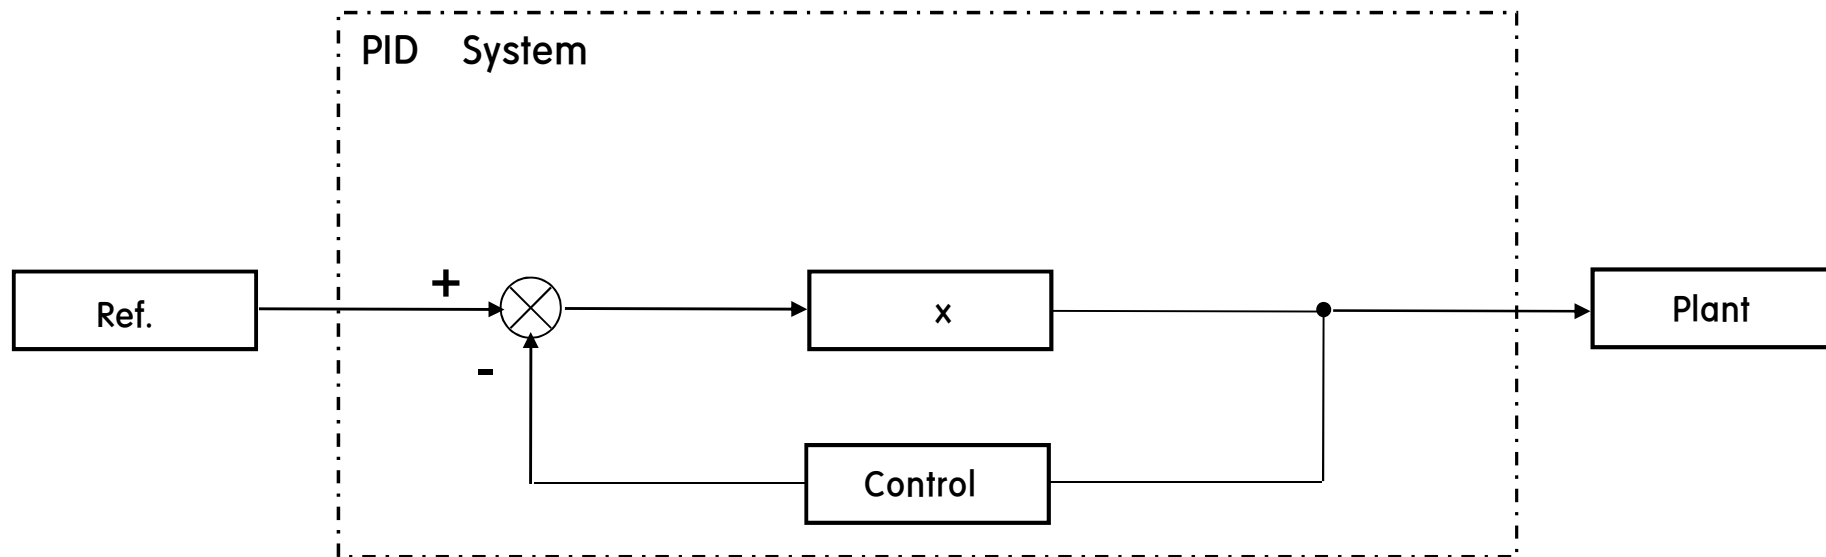 PID System
+
Ref.
x
Plant
-
Control